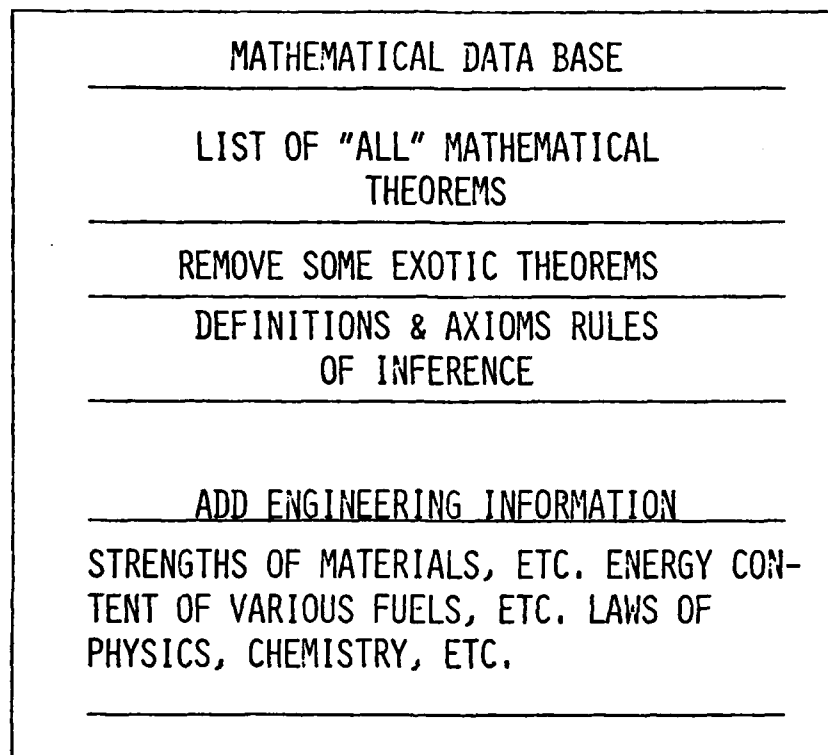 MATHEMATICAL DATA BASE
LIST OF "ALL" MATHEMATICAL
THEOREMS
REMOVE SOME EXOTIC THEOREMS
DEFINITIONS & AXIOMS RULES
OF INFERENCE
ADD ENGINEERING INFORMATION
STRENGTHS OF MATERIALS, ETC. ENERGY CON-
TENT OF VARIOUS FUELS, ETC. LAWS OF
PHYSICS, CHEMISTRY, ETC.